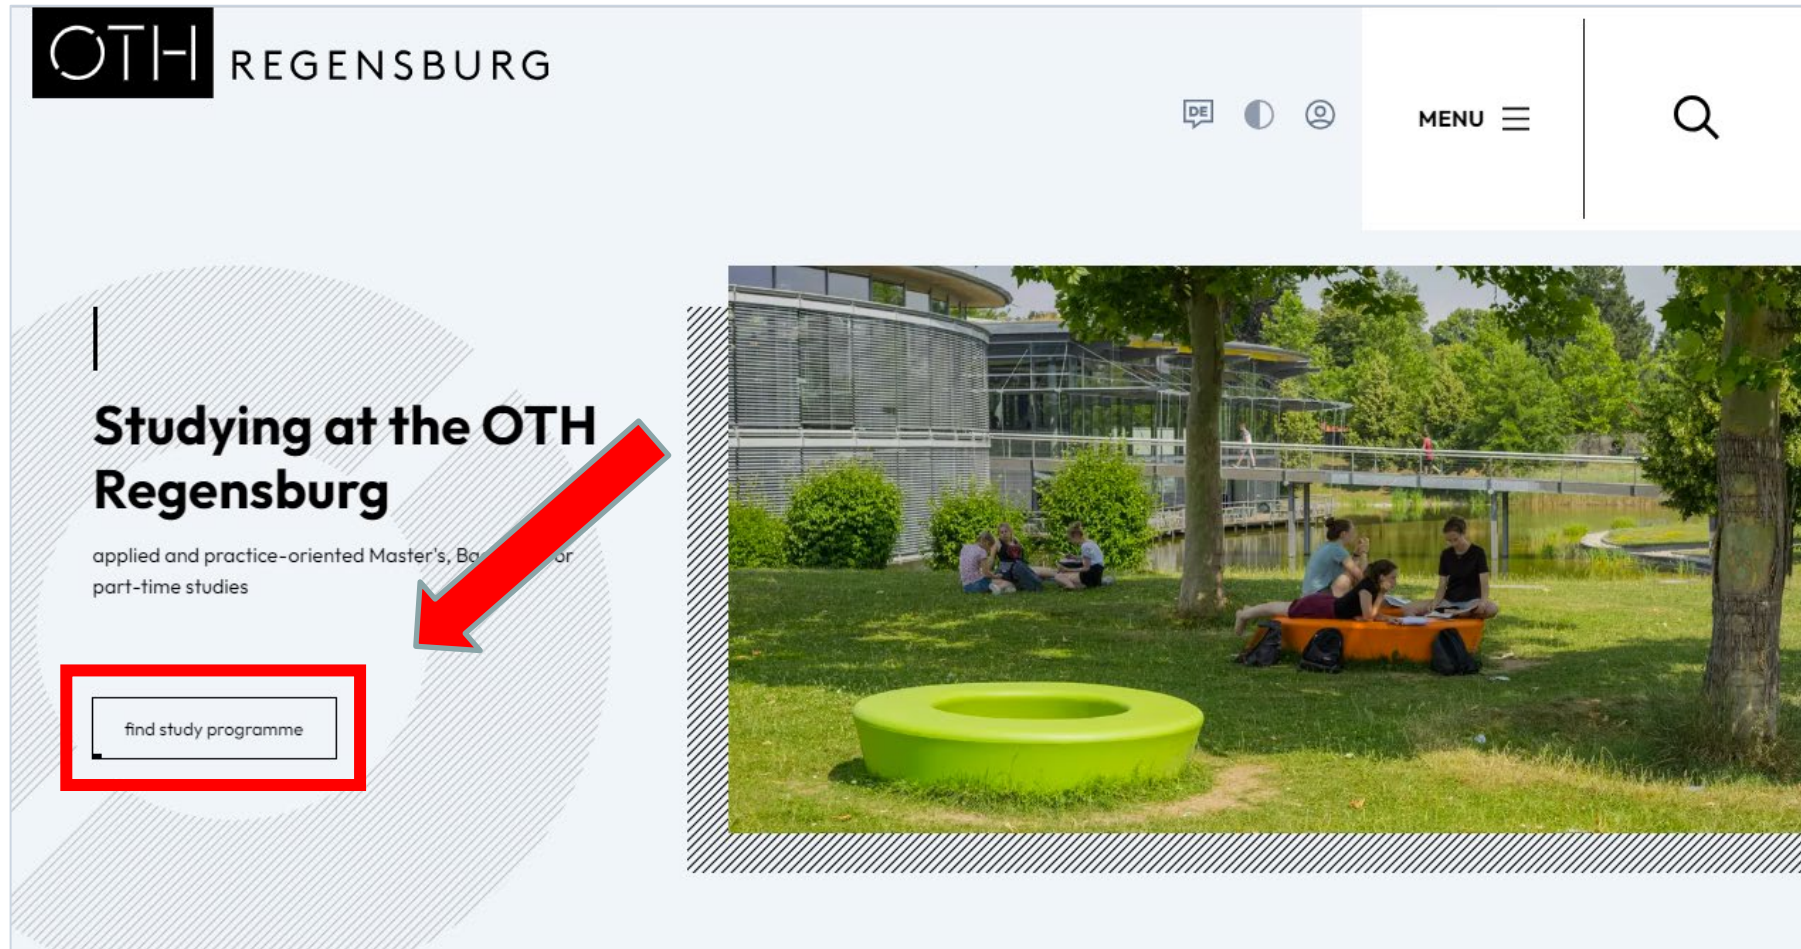 OTH REGENSBURG
DE
MENU
Studying at the OTH
Regensburg
applied and practice-oriented Master's, or
part-time studies
find study programme